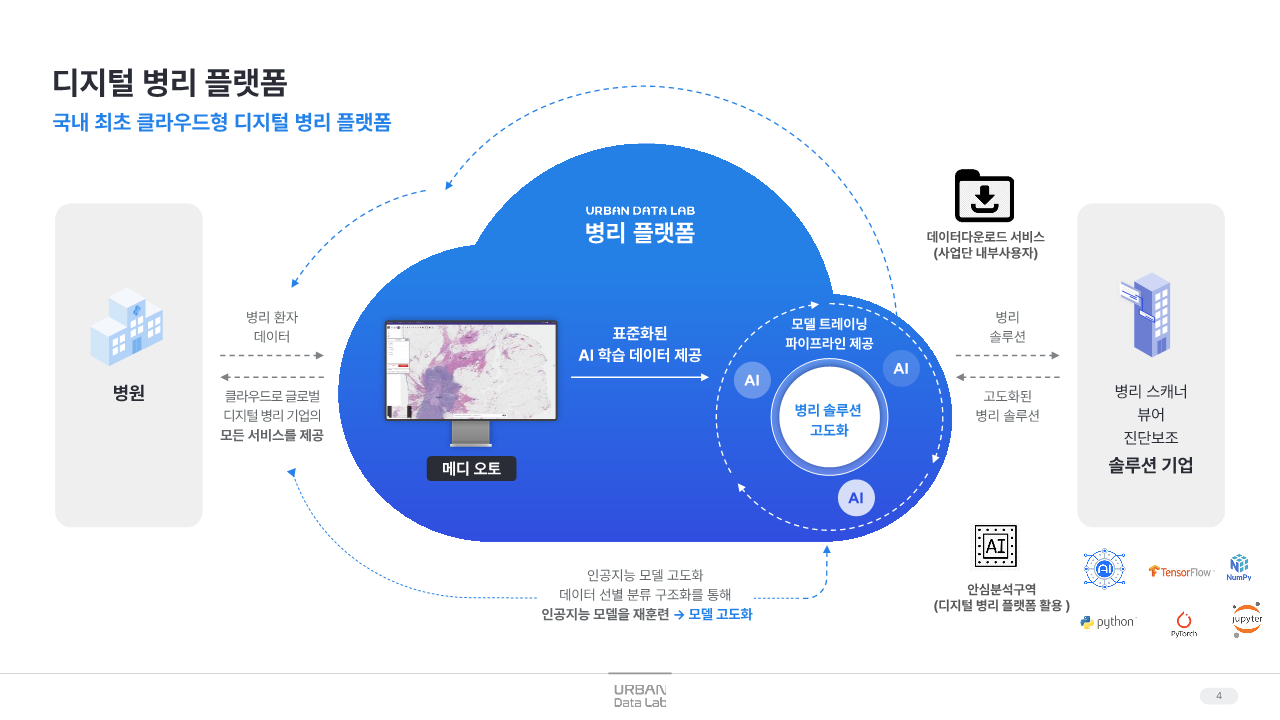 디지털 병리 플랫폼
국내 최초 클라우드형 디지털 병리 플랫폼
URBAN DATA LAB
병리 플랫폼
병원
병리 환자
데이터
클라우드로 글로벌
디지털 병리 기업의
모든 서비스를 제공
메디 오토
표준화된
AI 학습 데이터 제공
모델 트레이닝
파이프라인 제공
AI
AI
병리 솔루션
고도화
AI
데이터다운로드 서비스
(사업단 내부사용자)
병리
솔루션
고도화된
병리 솔루션
병리 스캐너
뷰어
진단보조
솔루션 기업
인공지능 모델 고도화
데이터 선별 분류 구조화를 통해
인공지능 모델을 재훈련 → 모델 고도화
AI
안심분석구역
(디지털 병리 플랫폼 활용 )
AI
TensorFlow
NumPy
python
PyTorch
jupyter
URBAN
Data Lab
4